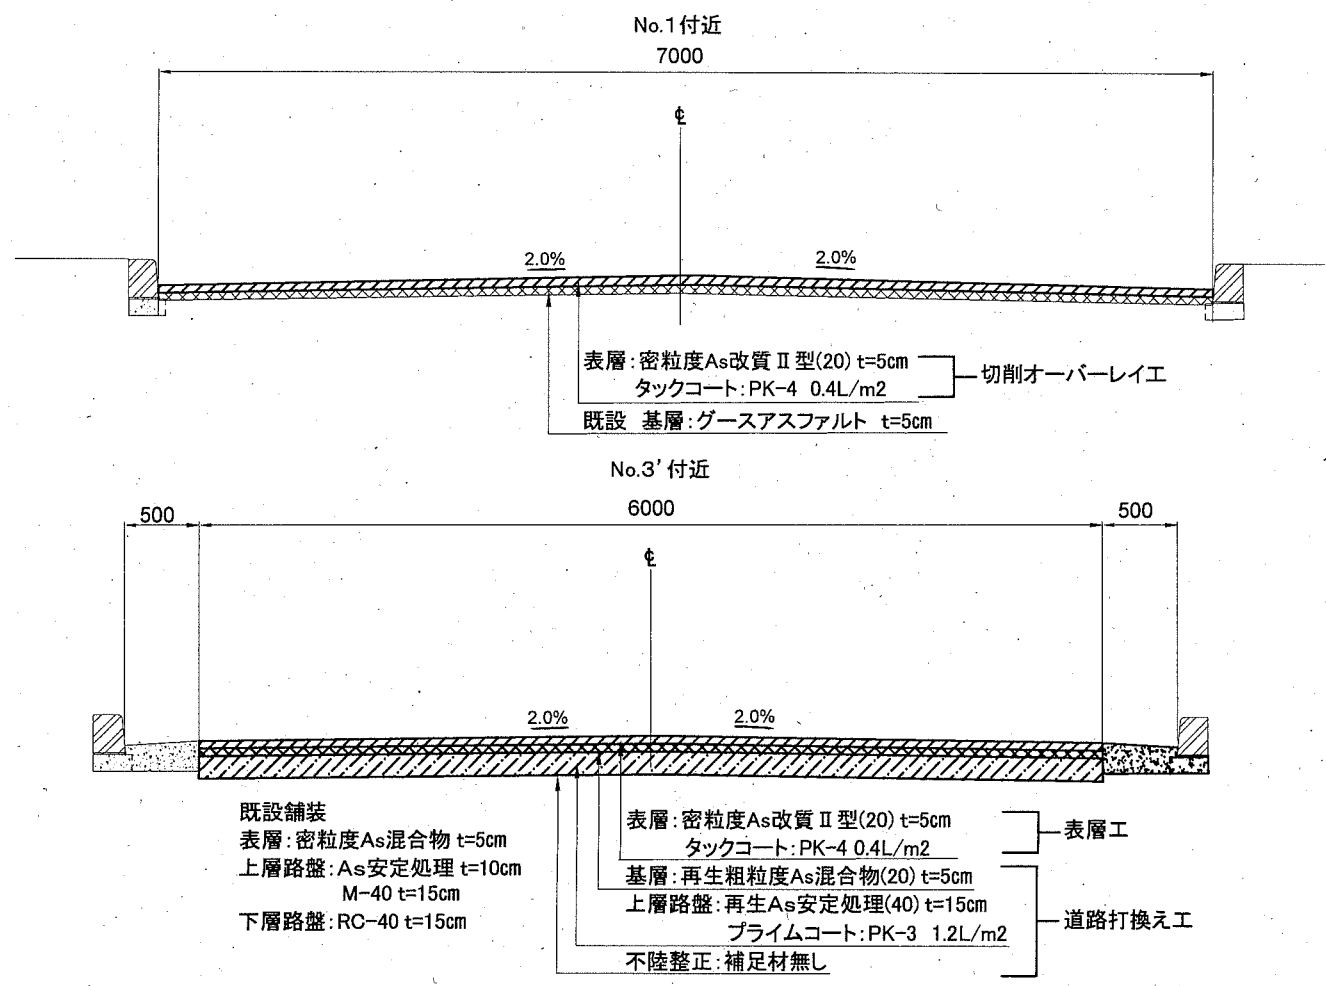 No.1付近
7000
℄
2.0%
2.0%
表層:密粒度As改質Ⅱ型(20) t=5cm
タックコート:PK-4 0.4L/m2
切削オーバーレイ工
既設 基層:グースアスファルト t=5cm
No.3'付近
500
6000
500
℄
2.0%
2.0%
既設舗装
表層:密粒度As混合物 t=5cm
上層路盤:As安定処理 t=10cm
M-40 t=15cm
下層路盤:RC-40 t=15cm
表層:密粒度As改質Ⅱ型(20) t=5cm
タックコート:PK-4 0.4L/m2
表層工
基層:再生粗粒度As混合物(20) t=5cm
上層路盤:再生As安定処理(40) t=15cm
プライムコート:PK-3 1.2L/m2
不陸整正:補足材無し
道路打換え工